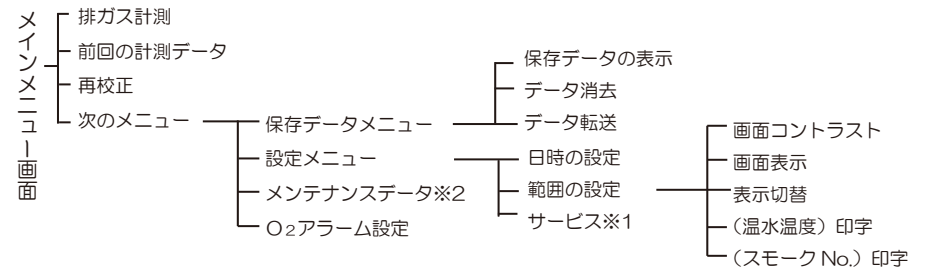 メインメニュー画面
排ガス計測
前回の計測データ
再校正
次のメニュー
保存データメニュー
設定メニュー
メンテナンスデータ※2
O₂アラーム設定
保存データの表示
データ消去
データ転送
日時の設定
範囲の設定
サービス※1
画面コントラスト
画面表示
表示切替
(温水温度)印字
(スモークNo.)印字